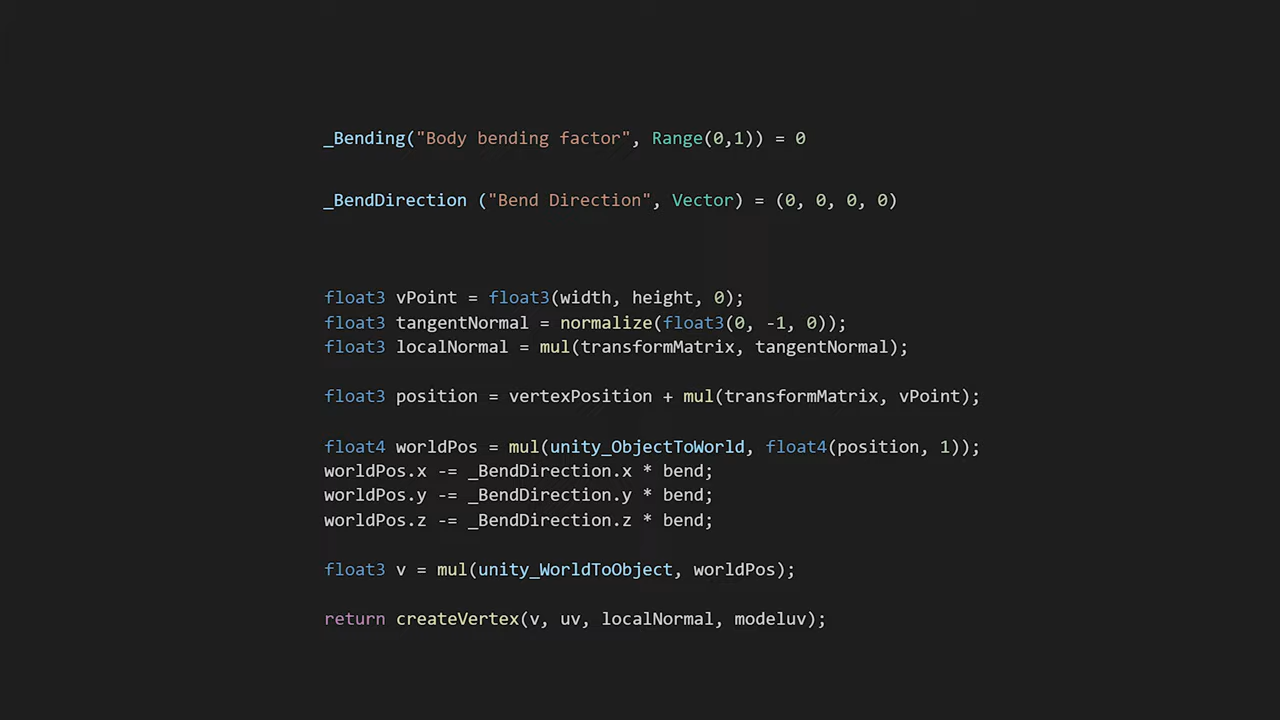 _Bending("Body bending factor", Range(0,1)) = 0
_BendDirection ("Bend Direction", Vector) = (0, 0, 0, 0)
float3 vPoint = float3(width, height, 0);
float3 tangentNormal = normalize(float3(0, -1, 0));
float3 localNormal = mul(transformMatrix, tangentNormal);
float3 position = vertexPosition + mul(transformMatrix, vPoint);
float4 worldPos = mul(unity_ObjectToWorld, float4(position, 1));
worldPos.x -= _BendDirection.x * bend;
worldPos.y -= _BendDirection.y * bend;
worldPos.z -= _BendDirection.z * bend;
float3 v = mul(unity_WorldToObject, worldPos);
return createVertex(v, uv, localNormal, modeluv);